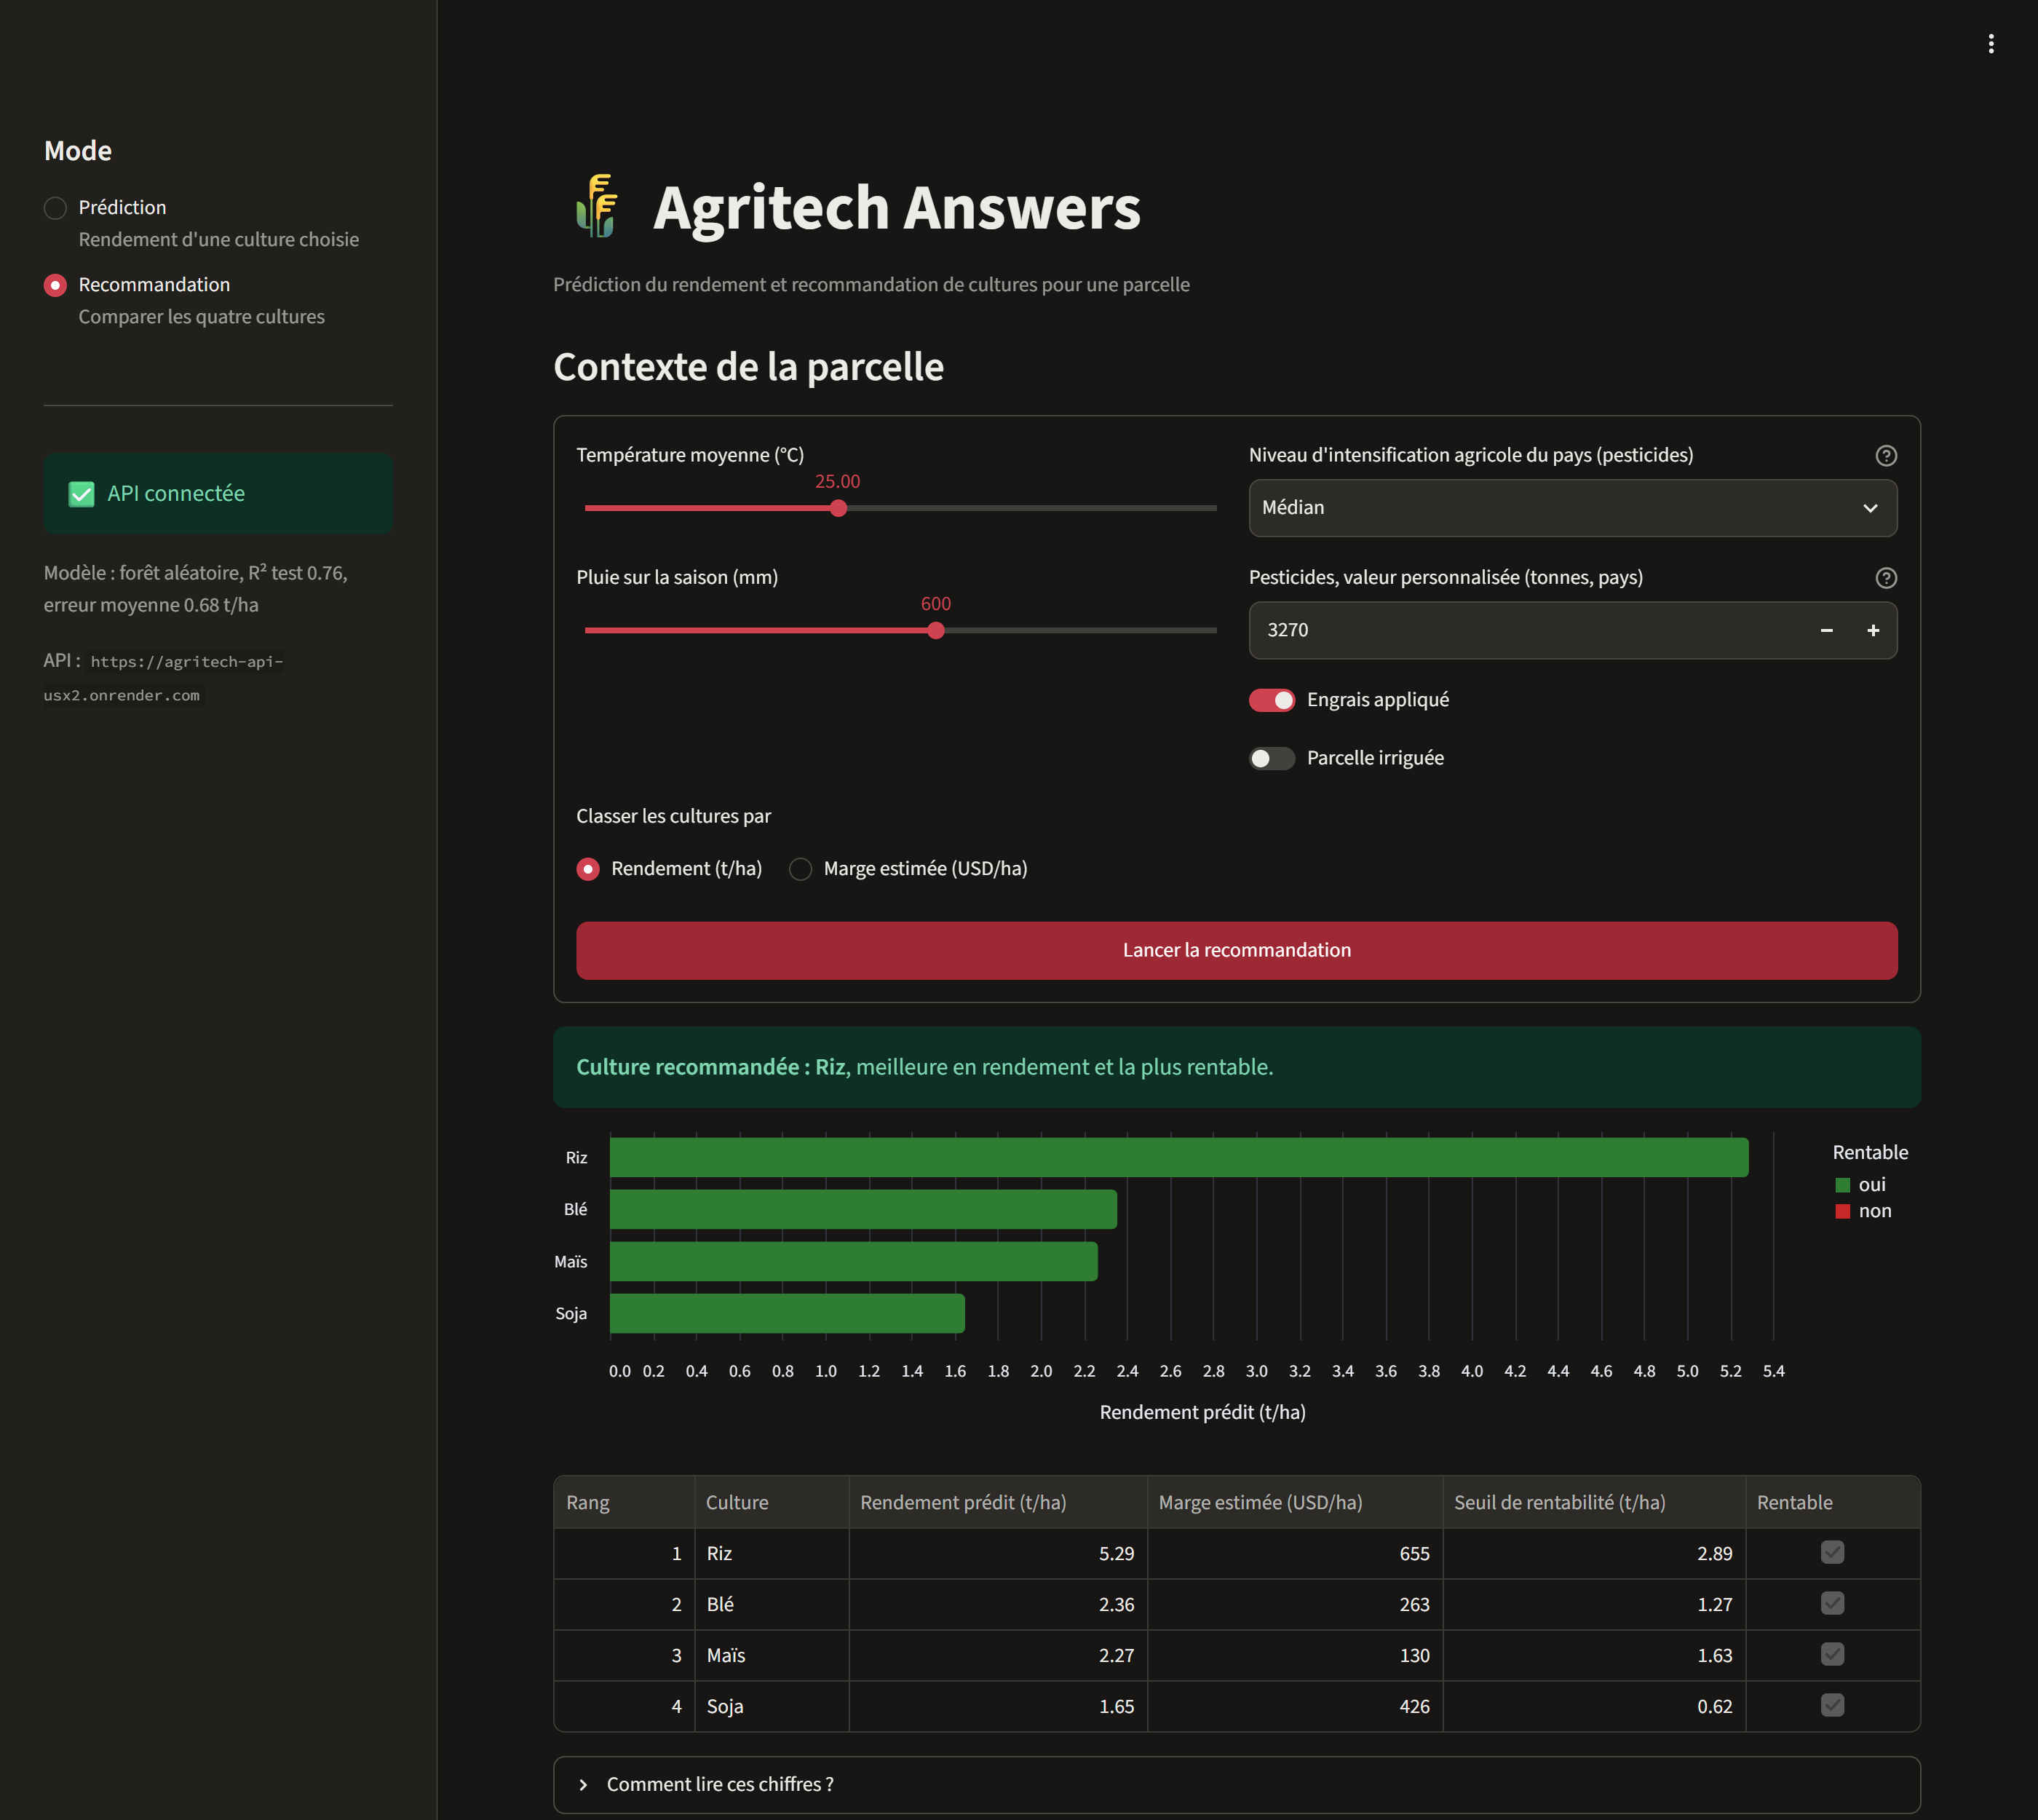 Mode
Prédiction
Rendement d'une culture choisie
Recommandation
Comparer les quatre cultures
API connectée
Modèle : forêt aléatoire, R² test 0.76,
erreur moyenne 0.68 t/ha
API : https://agritech-api-
usx2.onrender.com
Agritech Answers
Prédiction du rendement et recommandation de cultures pour une parcelle
Contexte de la parcelle
Température moyenne (°C)
25.00
Pluie sur la saison (mm)
600
Niveau d'intensification agricole du pays (pesticides)
Médian
Pesticides, valeur personnalisée (tonnes, pays)
3270
Engrais appliqué
Parcelle irriguée
Classer les cultures par
Rendement (t/ha) Marge estimée (USD/ha)
Lancer la recommandation
Culture recommandée : Riz, meilleure en rendement et la plus rentable.
Riz
Blé
Maïs
Soja
0.0 0.2 0.4 0.6 0.8 1.0 1.2 1.4 1.6 1.8 2.0 2.2 2.4 2.6 2.8 3.0 3.2 3.4 3.6 3.8 4.0 4.2 4.4 4.6 4.8 5.0 5.2 5.4
Rendement prédit (t/ha)
Rentable
oui
non
Rang Culture Rendement prédit (t/ha) Marge estimée (USD/ha) Seuil de rentabilité (t/ha) Rentable
1 Riz 5.29 655 2.89
2 Blé 2.36 263 1.27
3 Maïs 2.27 130 1.63
4 Soja 1.65 426 0.62
Comment lire ces chiffres ?